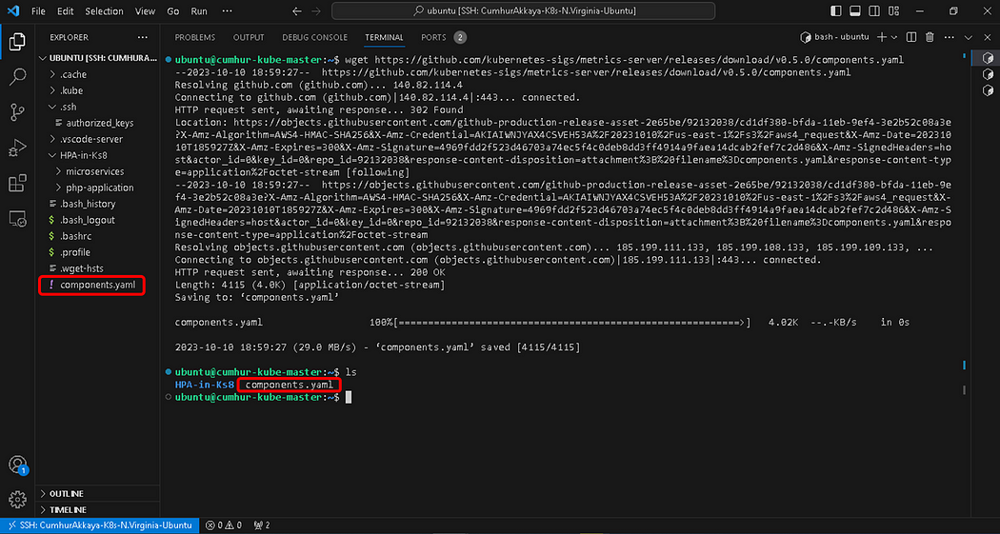 File Edit Selection View Go Run ··· ubuntu [SSH: CumhurAkkaya-K8s-N.Virginia-Ubuntu]
EXPLORER ···
UBUNTU [SSH: CUMHURA...
.cache
.kube
.ssh
authorized_keys
.vscode-server
HPA-in-Ks8
microservices
php-application
.bash_history
$ .bash_logout
$ .bashrc
$ .profile
.wget-hsts
! components.yaml
OUTLINE
TIMELINE
PROBLEMS OUTPUT DEBUG CONSOLE TERMINAL PORTS 2 bash - ubuntu
ubuntu@cumhur-kube-master:~$ wget https://github.com/kubernetes-sigs/metrics-server/releases/download/v0.5.0/components.yaml
--2023-10-10 18:59:27-- https://github.com/kubernetes-sigs/metrics-server/releases/download/v0.5.0/components.yaml
Resolving github.com (github.com)... 140.82.114.4
Connecting to github.com (github.com)|140.82.114.4|:443... connected.
HTTP request sent, awaiting response... 302 Found
Location: https://objects.githubusercontent.com/github-production-release-asset-2e65be/92132038/cd1df380-bfda-11eb-9ef4-3e2b52c08a3e
?X-Amz-Algorithm=AWS4-HMAC-SHA256&X-Amz-Credential=AKIAIWNJYAX4CSVEH53A%2F20231010%2Fus-east-1%2Fs3%2Faws4_request&X-Amz-Date=202310
10T185927Z&X-Amz-Expires=300&X-Amz-Signature=4969fdd2f523d46703a74ec5f4c0deb8dd3ff4914a9faea14dcab2fef7c2d486&X-Amz-SignedHeaders=ho
st&actor_id=0&key_id=0&repo_id=92132038&response-content-disposition=attachment%3B%20filename%3Dcomponents.yaml&response-content-typ
e=application%2Foctet-stream [following]
--2023-10-10 18:59:27-- https://objects.githubusercontent.com/github-production-release-asset-2e65be/92132038/cd1df380-bfda-11eb-9e
f4-3e2b52c08a3e?X-Amz-Algorithm=AWS4-HMAC-SHA256&X-Amz-Credential=AKIAIWNJYAX4CSVEH53A%2F20231010%2Fus-east-1%2Fs3%2Faws4_request&X-
Amz-Date=20231010T185927Z&X-Amz-Expires=300&X-Amz-Signature=4969fdd2f523d46703a74ec5f4c0deb8dd3ff4914a9faea14dcab2fef7c2d486&X-Amz-S
ignedHeaders=host&actor_id=0&key_id=0&repo_id=92132038&response-content-disposition=attachment%3B%20filename%3Dcomponents.yaml&respo
nse-content-type=application%2Foctet-stream
Resolving objects.githubusercontent.com (objects.githubusercontent.com)... 185.199.111.133, 185.199.108.133, 185.199.109.133, ...
Connecting to objects.githubusercontent.com (objects.githubusercontent.com)|185.199.111.133|:443... connected.
HTTP request sent, awaiting response... 200 OK
Length: 4115 (4.0K) [application/octet-stream]
Saving to: ‘components.yaml’
components.yaml 100%[=========================================================>] 4.02K --.-KB/s in 0s
2023-10-10 18:59:27 (29.0 MB/s) - ‘components.yaml’ saved [4115/4115]
ubuntu@cumhur-kube-master:~$ ls
HPA-in-Ks8 components.yaml
ubuntu@cumhur-kube-master:~$
1
SSH: CumhurAkkaya-K8s-N.Virginia-Ubuntu 0 0 2